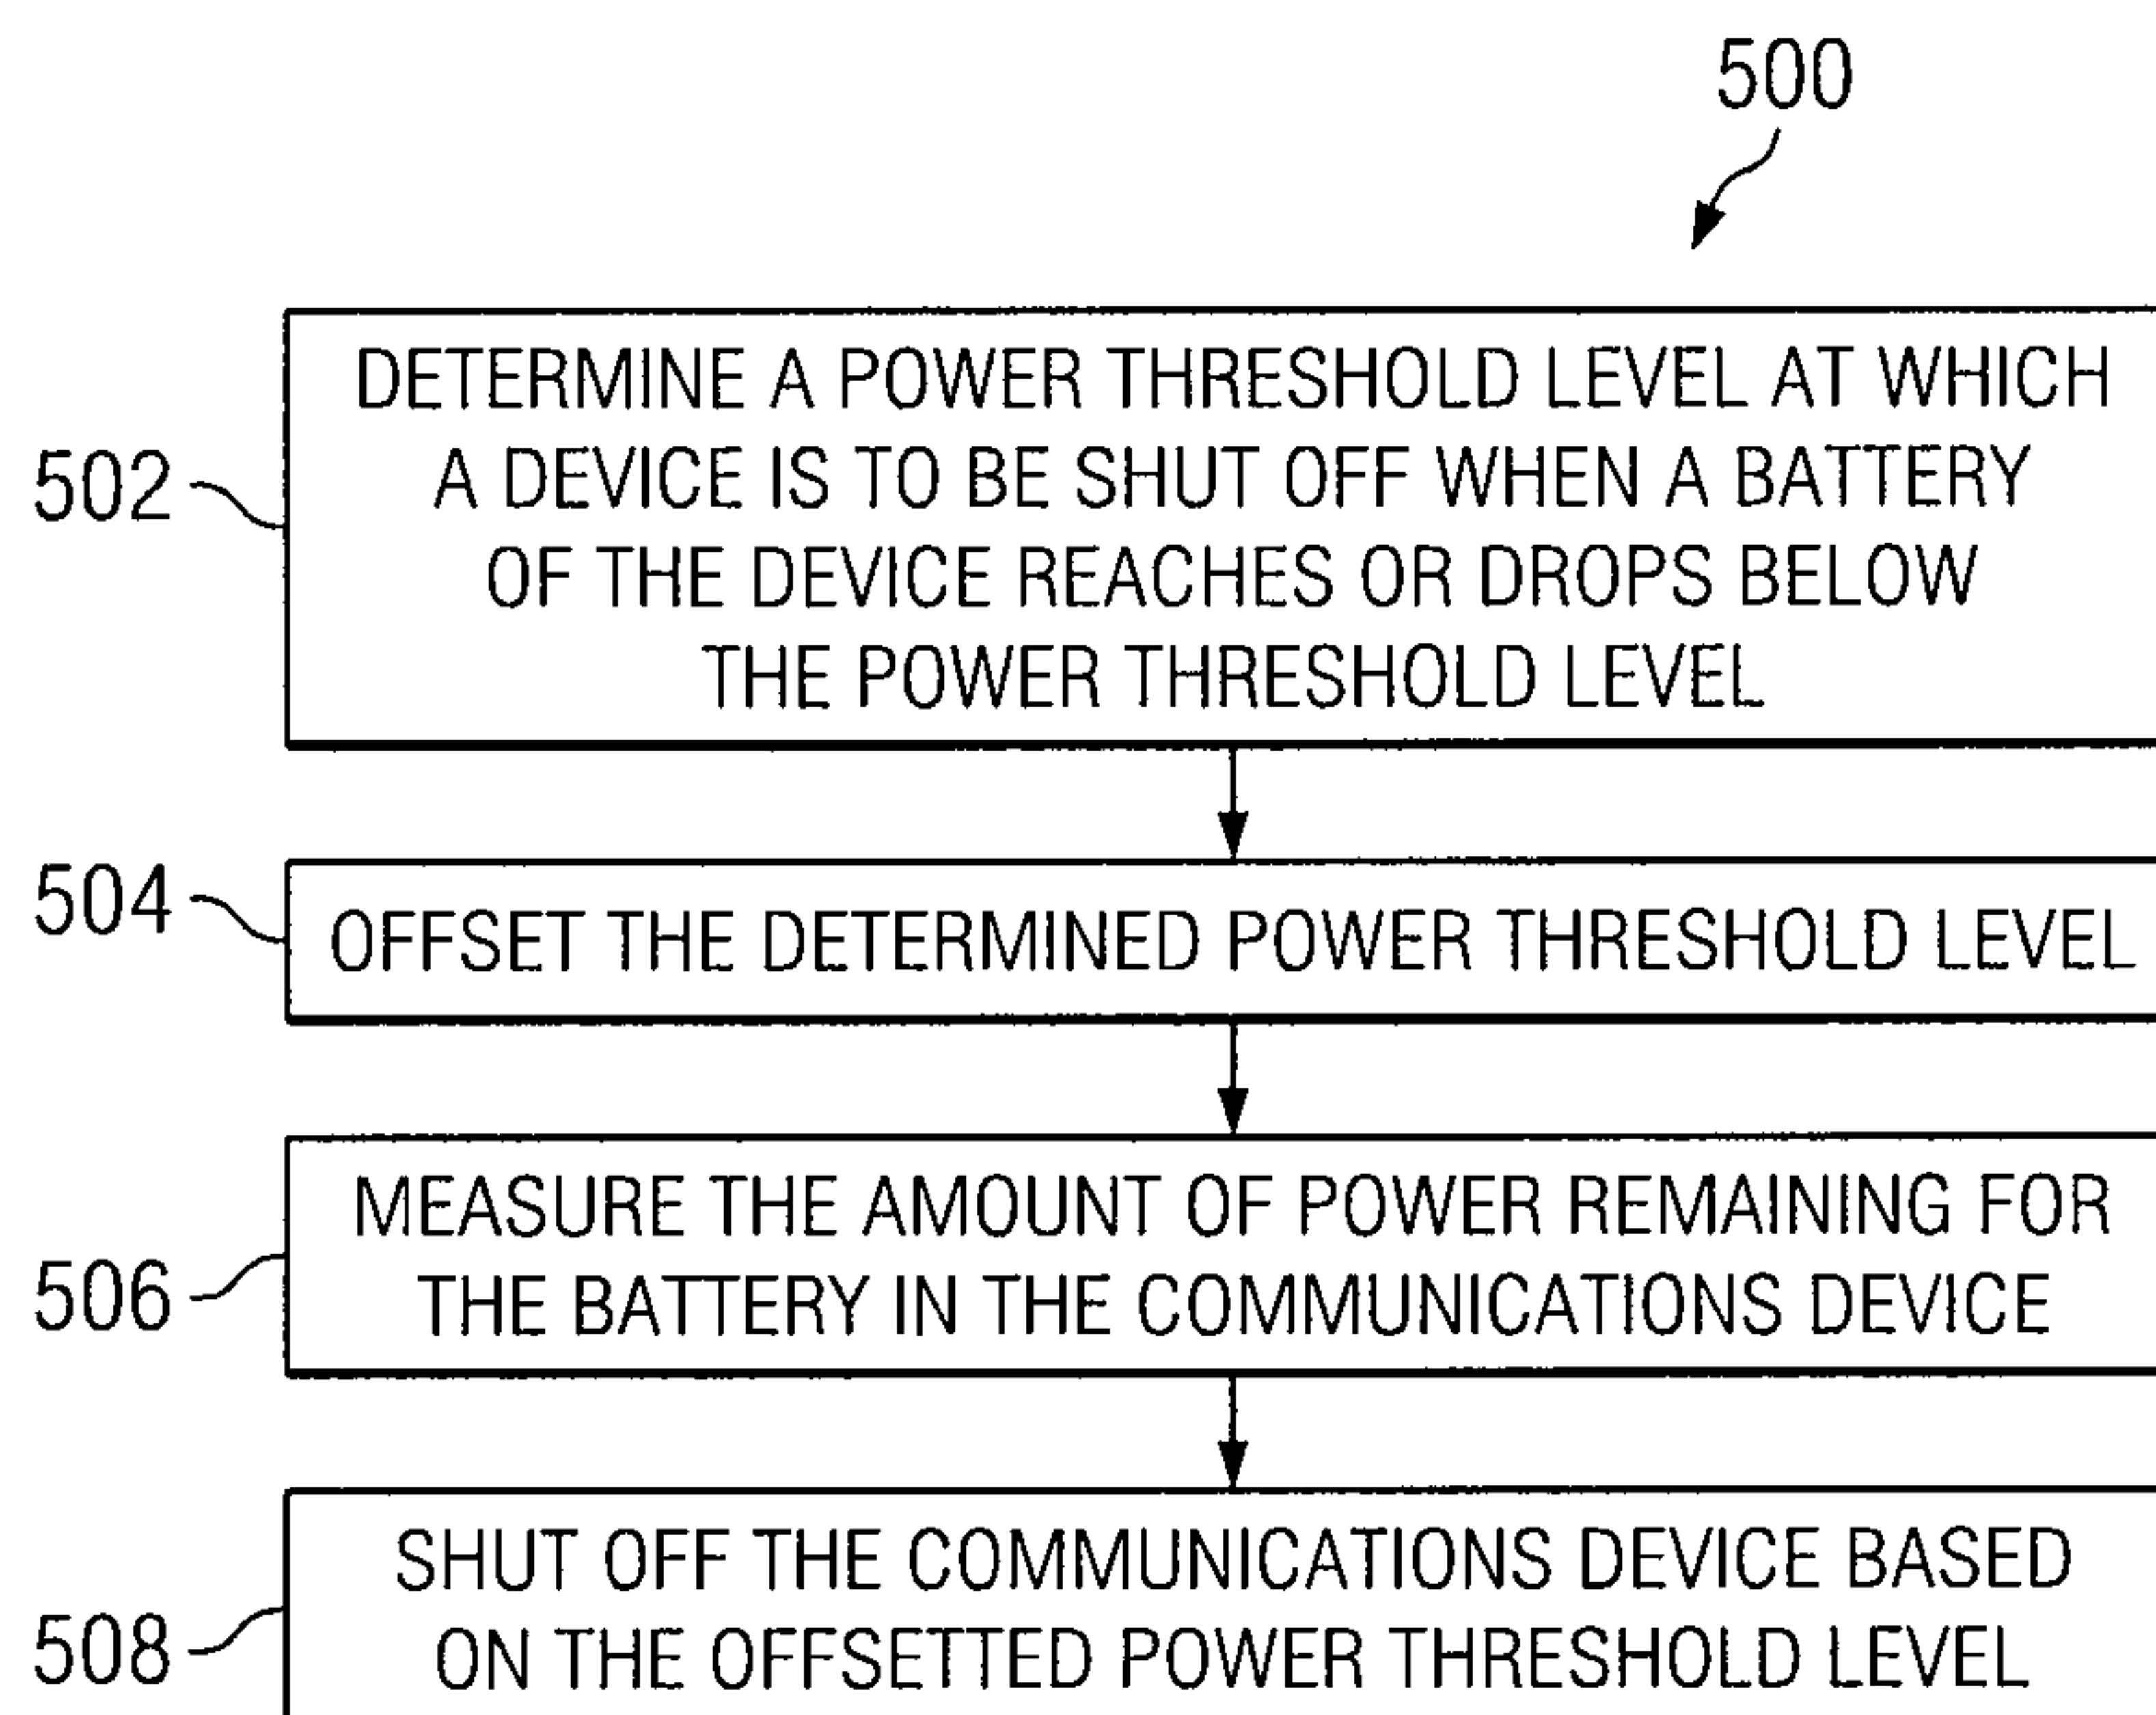 500
502
DETERMINE A POWER THRESHOLD LEVEL AT WHICH
A DEVICE IS TO BE SHUT OFF WHEN A BATTERY
OF THE DEVICE REACHES OR DROPS BELOW
THE POWER THRESHOLD LEVEL
504
OFFSET THE DETERMINED POWER THRESHOLD LEVEL
506
MEASURE THE AMOUNT OF POWER REMAINING FOR
THE BATTERY IN THE COMMUNICATIONS DEVICE
508
SHUT OFF THE COMMUNICATIONS DEVICE BASED
ON THE OFFSETTED POWER THRESHOLD LEVEL